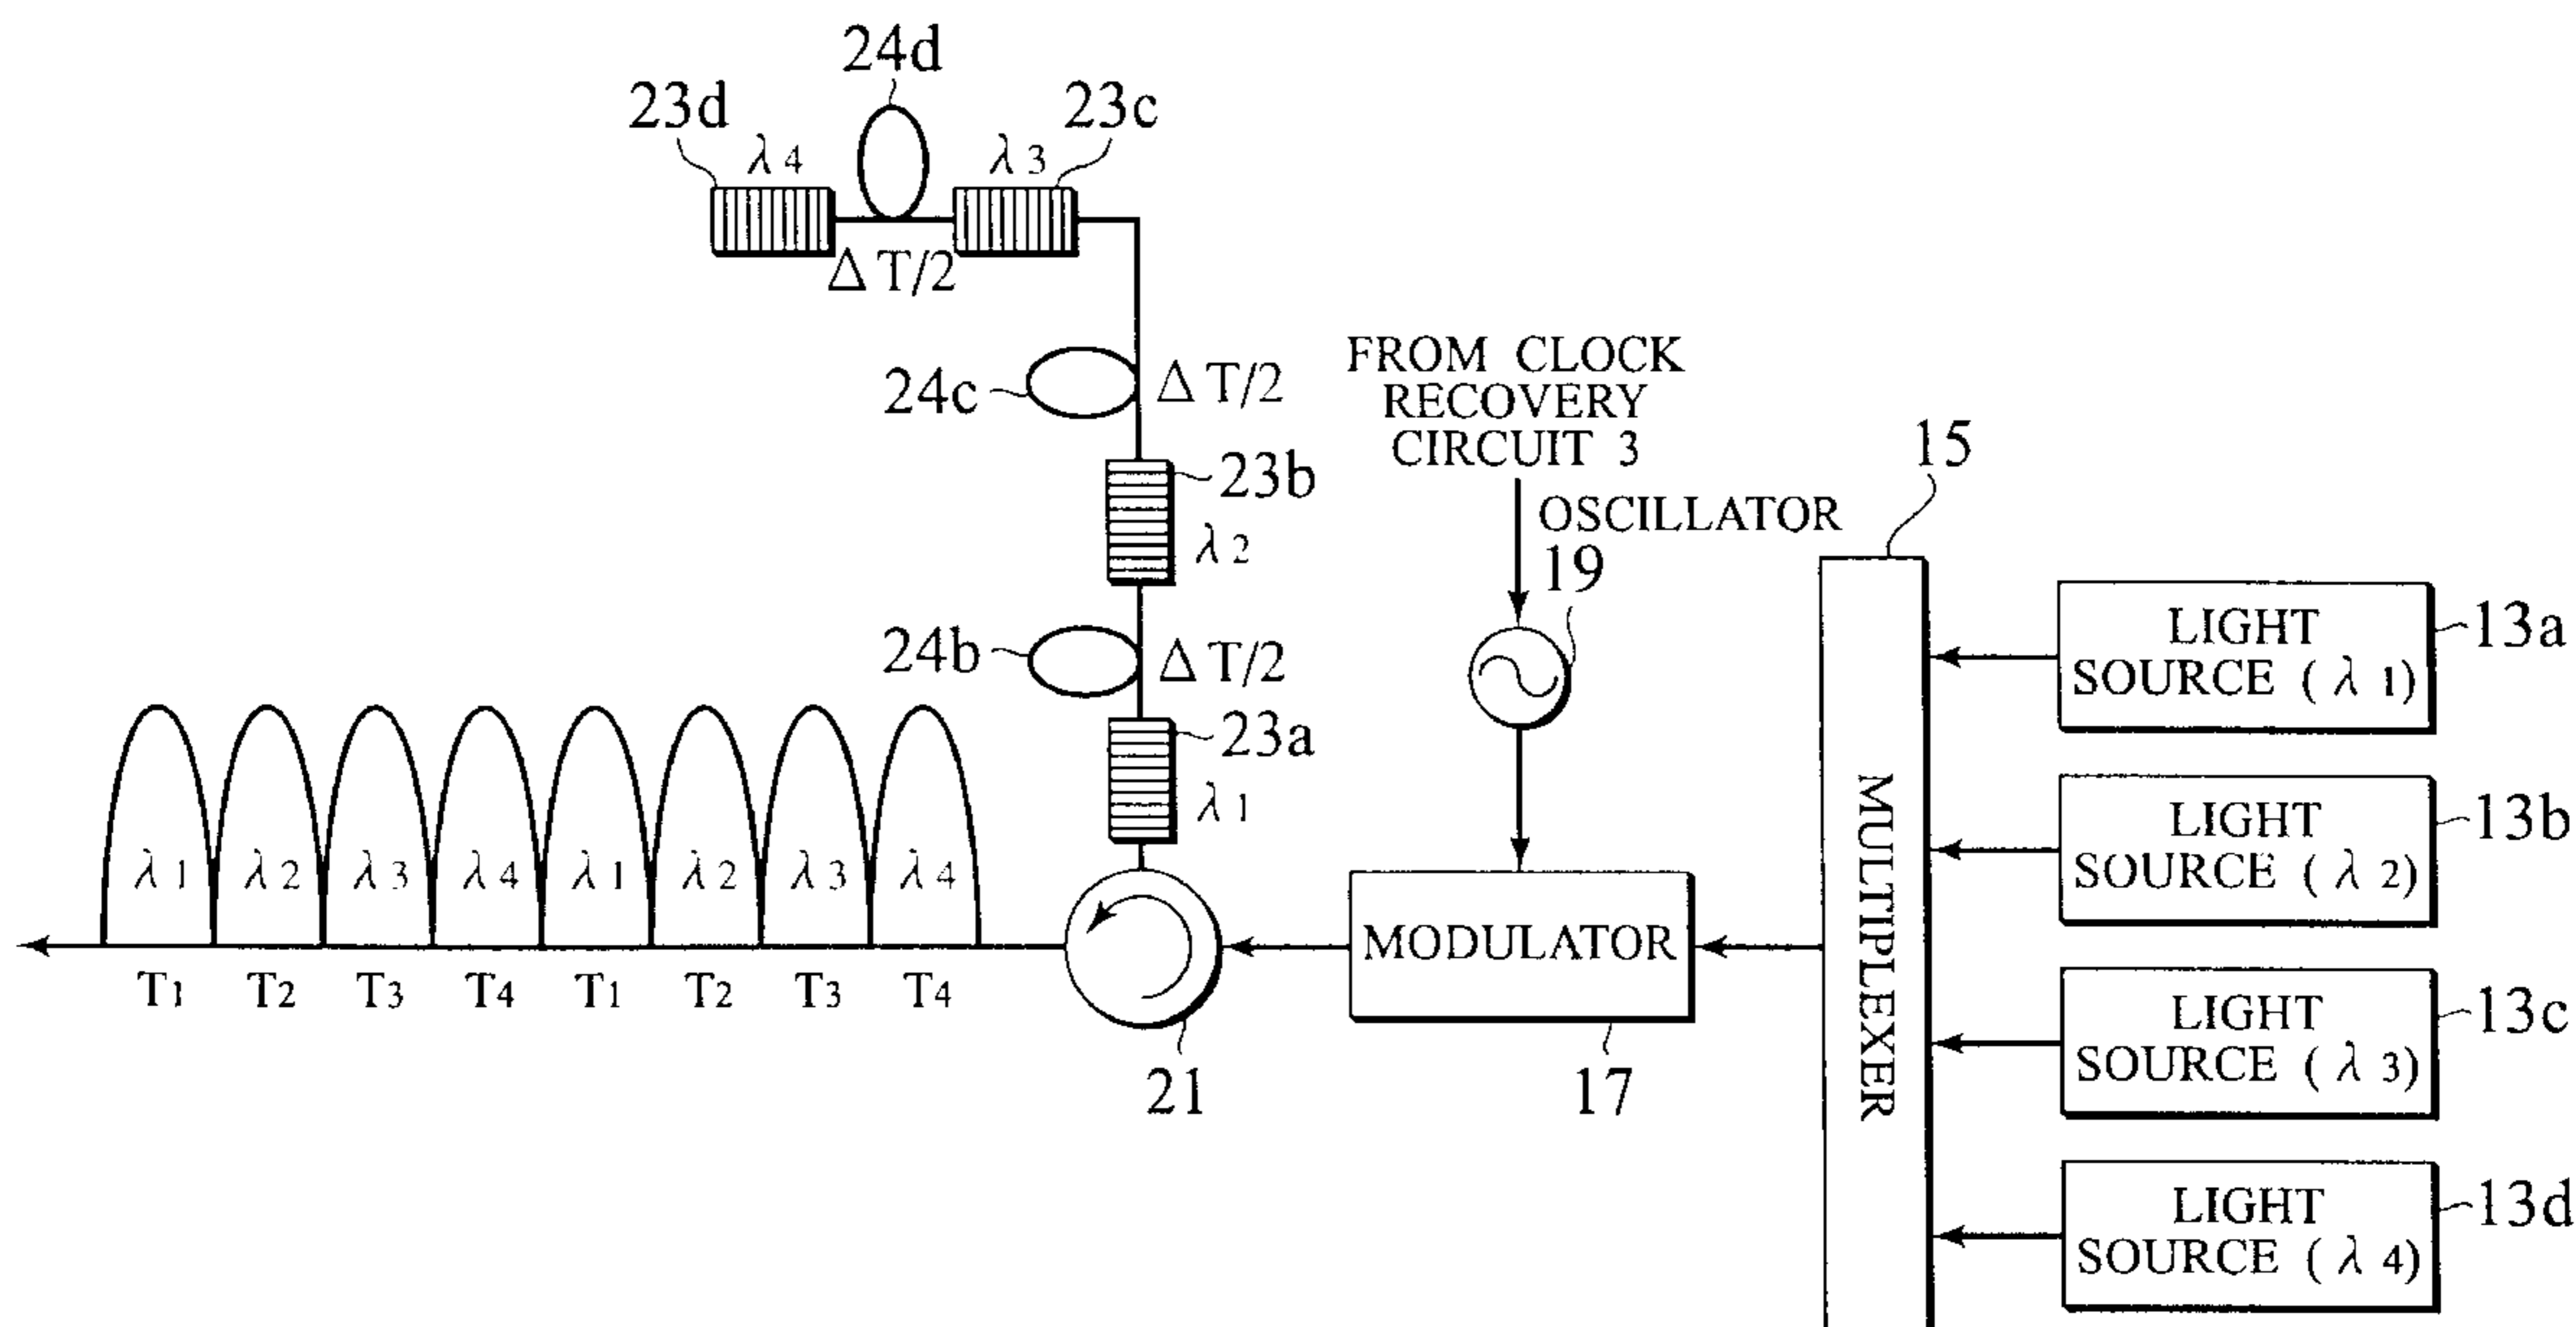 24d
23d
23c
λ4
λ3
ΔT/2
FROM CLOCK
RECOVERY
CIRCUIT 3
24c
ΔT/2
15
23b
OSCILLATOR
19
λ2
LIGHT
SOURCE (λ1)
13a
24b
ΔT/2
23a
λ1
LIGHT
SOURCE (λ2)
13b
MULTIPLEXER
λ1 λ2 λ3 λ4 λ1 λ2 λ3 λ4
MODULATOR
T1 T2 T3 T4 T1 T2 T3 T4
LIGHT
SOURCE (λ3)
13c
21
17
LIGHT
SOURCE (λ4)
13d